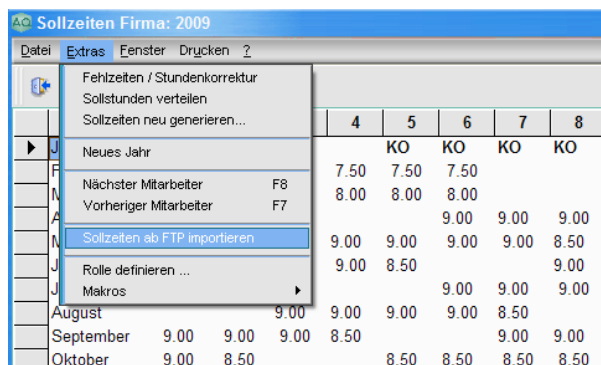 AQ Sollzeiten Firma: 2009
Datei Extras Fenster Drucken ?
Fehlzeiten / Stundenkorrektur
Sollstunden verteilen
Sollzeiten neu generieren...
Neues Jahr
Nächster Mitarbeiter F8
Vorheriger Mitarbeiter F7
Sollzeiten ab FTP importieren
Rolle definieren ...
Makros
4 5 6 7 8
J KO KO KO KO
F 7.50 7.50 7.50
M 8.00 8.00 8.00
A 9.00 9.00 9.00
M 9.00 9.00 9.00 9.00 8.50
J 9.00 8.50 9.00
J 9.00 9.00 9.00
August 9.00 9.00 9.00 9.00 8.50
September 9.00 9.00 9.00 8.50 9.00 9.00
Oktober 9.00 8.50 8.50 8.50 8.50 8.50